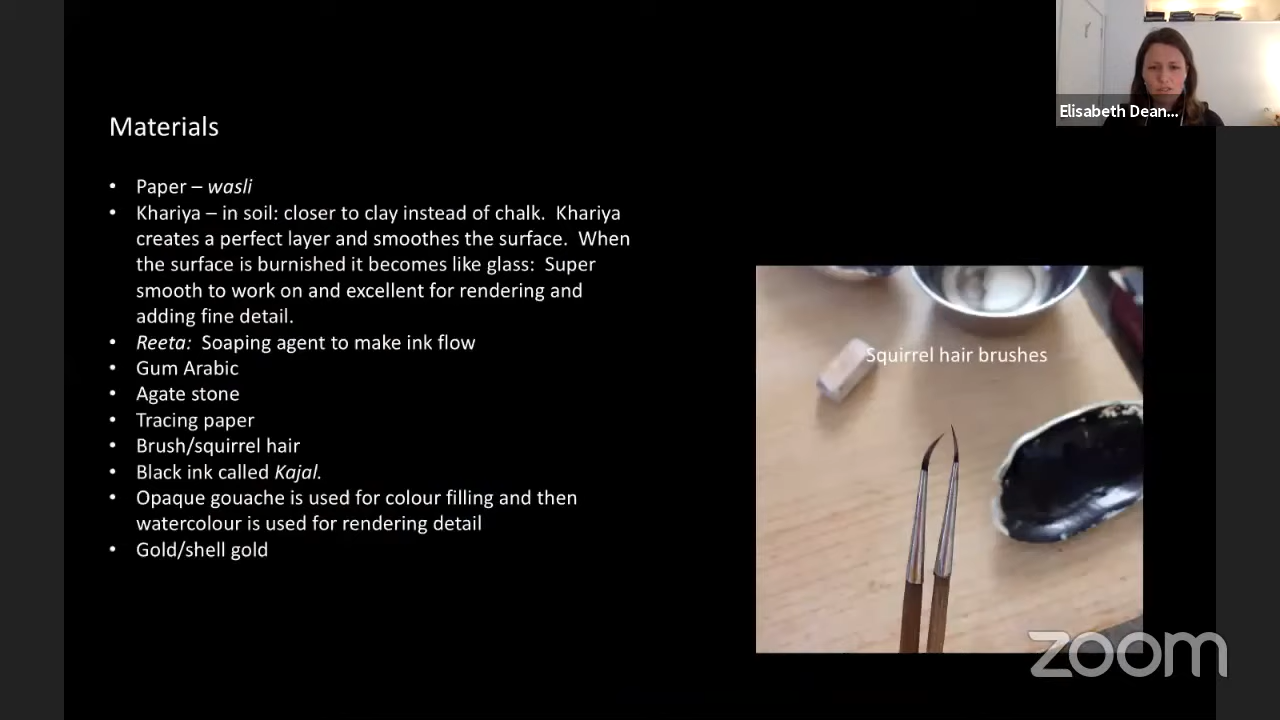 Elisabeth Dean...
Materials
• Paper – wasli
• Khariya – in soil: closer to clay instead of chalk. Khariya
creates a perfect layer and smoothes the surface. When
the surface is burnished it becomes like glass: Super
smooth to work on and excellent for rendering and
adding fine detail.
• Reeta: Soaping agent to make ink flow
• Gum Arabic
• Agate stone
• Tracing paper
• Brush/squirrel hair
• Black ink called Kajal.
• Opaque gouache is used for colour filling and then
watercolour is used for rendering detail
• Gold/shell gold
Squirrel hair brushes
zoom